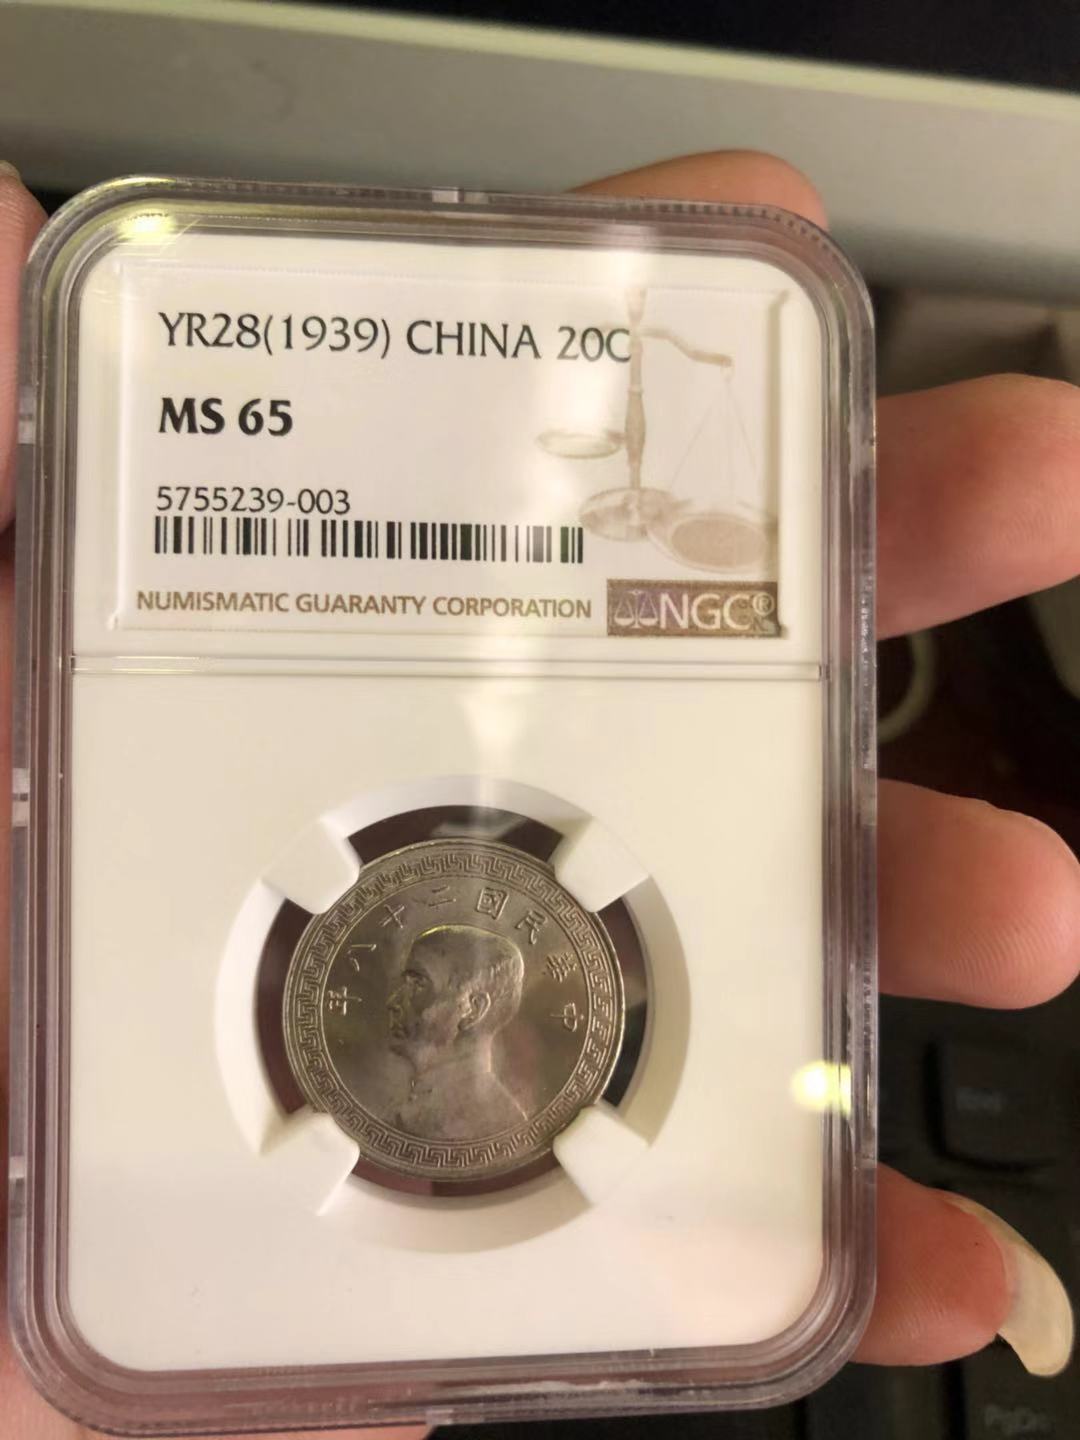 YR28(1939) CHINA 20C
MS 65
5755239-003
NUMISMATIC GUARANTY CORPORATION NGC®
年八十二國民華中